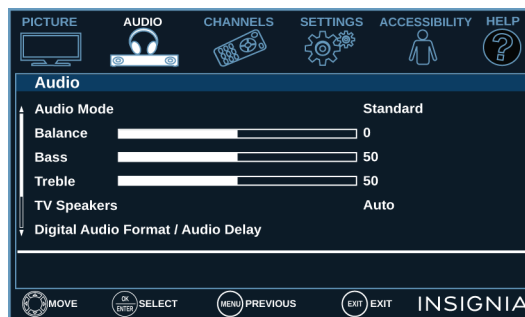 PICTURE AUDIO CHANNELS SETTINGS ACCESSIBILITY HELP
Audio
Audio Mode Standard
Balance 0
Bass 50
Treble 50
TV Speakers Auto
Digital Audio Format / Audio Delay
MOVE OK ENTER SELECT MENU PREVIOUS EXIT EXIT INSIGNIA